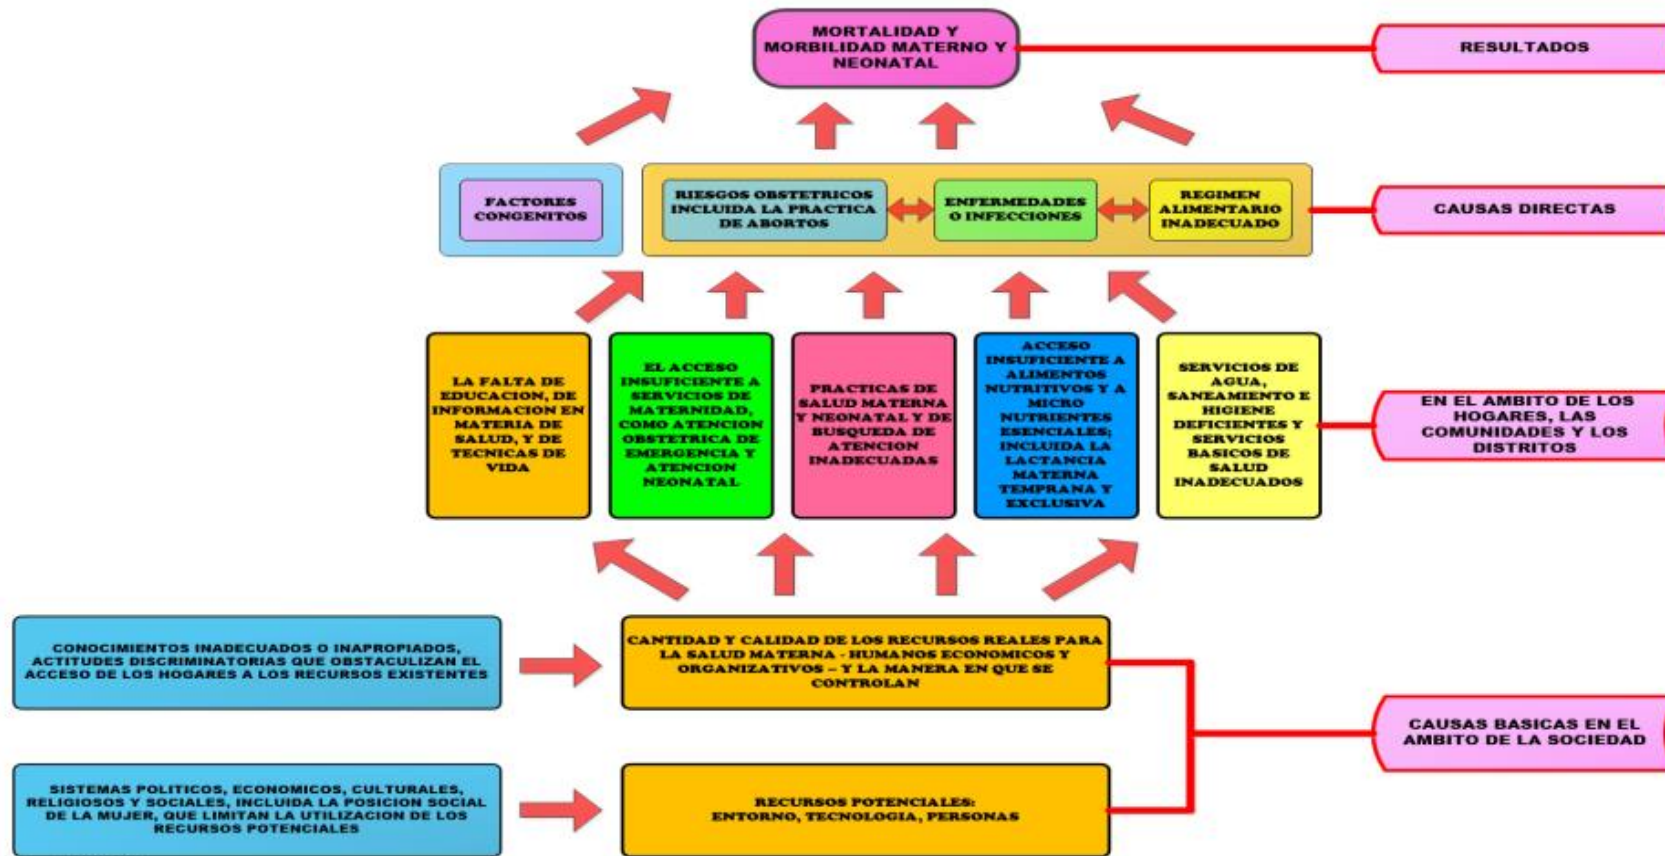 MORTALIDAD Y
MORBILIDAD MATERNO Y
NEONATAL
RESULTADOS
FACTORES
CONGENITOS
RIESGOS OBSTETRICOS
INCLUIDA LA PRACTICA
DE ABORTOS
ENFERMEDADES
O INFECCIONES
REGIMEN
ALIMENTARIO
INADECUADO
CAUSAS DIRECTAS
LA FALTA DE
EDUCACION, DE
INFORMACION EN
MATERIA DE
SALUD, Y DE
TECNICAS DE
VIDA
EL ACCESO
INSUFICIENTE A
SERVICIOS DE
MATERNIDAD,
COMO ATENCION
OBSTETRICA DE
EMERGENCIA Y
ATENCION
NEONATAL
PRACTICAS DE
SALUD MATERNA
Y NEONATAL Y DE
BUSQUEDA DE
ATENCION
INADECUADAS
ACCESO
INSUFICIENTE A
ALIMENTOS
NUTRITIVOS Y A
MICRO
NUTRIENTES
ESENCIALES;
INCLUIDA LA
LACTANCIA
MATERNA
TEMPRANA Y
EXCLUSIVA
SERVICIOS DE
AGUA,
SANEAMIENTO E
HIGIENE
DEFICIENTES Y
SERVICIOS
BASICOS DE
SALUD
INADECUADOS
EN EL AMBITO DE LOS
HOGARES, LAS
COMUNIDADES Y LOS
DISTRITOS
CONOCIMIENTOS INADECUADOS O INAPROPIADOS,
ACTITUDES DISCRIMINATORIAS QUE OBSTACULIZAN EL
ACCESO DE LOS HOGARES A LOS RECURSOS EXISTENTES
CANTIDAD Y CALIDAD DE LOS RECURSOS REALES PARA
LA SALUD MATERNA - HUMANOS ECONOMICOS Y
ORGANIZATIVOS – Y LA MANERA EN QUE SE
CONTROLAN
CAUSAS BASICAS EN EL
AMBITO DE LA SOCIEDAD
SISTEMAS POLITICOS, ECONOMICOS, CULTURALES,
RELIGIOSOS Y SOCIALES, INCLUIDA LA POSICION SOCIAL
DE LA MUJER, QUE LIMITAN LA UTILIZACION DE LOS
RECURSOS POTENCIALES
RECURSOS POTENCIALES:
ENTORNO, TECNOLOGIA, PERSONAS